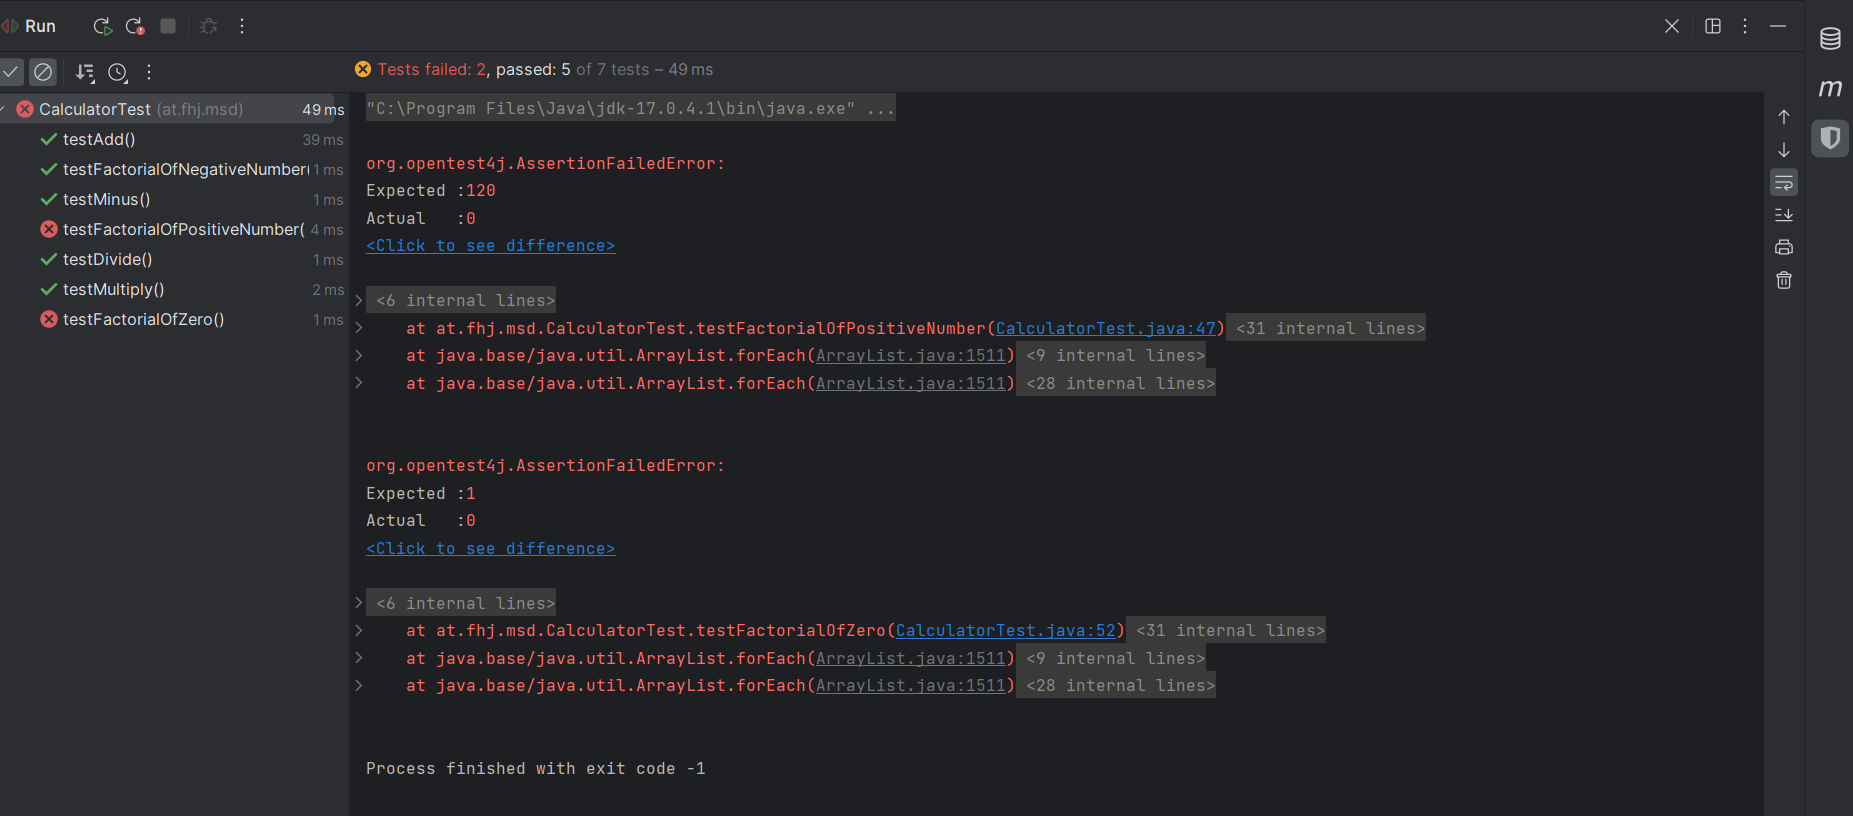 Run
Tests failed: 2, passed: 5 of 7 tests – 49 ms
CalculatorTest (at.fhj.msd) 49 ms
testAdd() 39 ms
testFactorialOfNegativeNumber( 1 ms
testMinus() 1 ms
testFactorialOfPositiveNumber( 4 ms
testDivide() 1 ms
testMultiply() 2 ms
testFactorialOfZero() 1 ms
"C:\Program Files\Java\jdk-17.0.4.1\bin\java.exe" ...
org.opentest4j.AssertionFailedError:
Expected :120
Actual   :0
<Click to see difference>
<6 internal lines>
at at.fhj.msd.CalculatorTest.testFactorialOfPositiveNumber(CalculatorTest.java:47) <31 internal lines>
at java.base/java.util.ArrayList.forEach(ArrayList.java:1511) <9 internal lines>
at java.base/java.util.ArrayList.forEach(ArrayList.java:1511) <28 internal lines>
org.opentest4j.AssertionFailedError:
Expected :1
Actual   :0
<Click to see difference>
<6 internal lines>
at at.fhj.msd.CalculatorTest.testFactorialOfZero(CalculatorTest.java:52) <31 internal lines>
at java.base/java.util.ArrayList.forEach(ArrayList.java:1511) <9 internal lines>
at java.base/java.util.ArrayList.forEach(ArrayList.java:1511) <28 internal lines>
Process finished with exit code -1
m